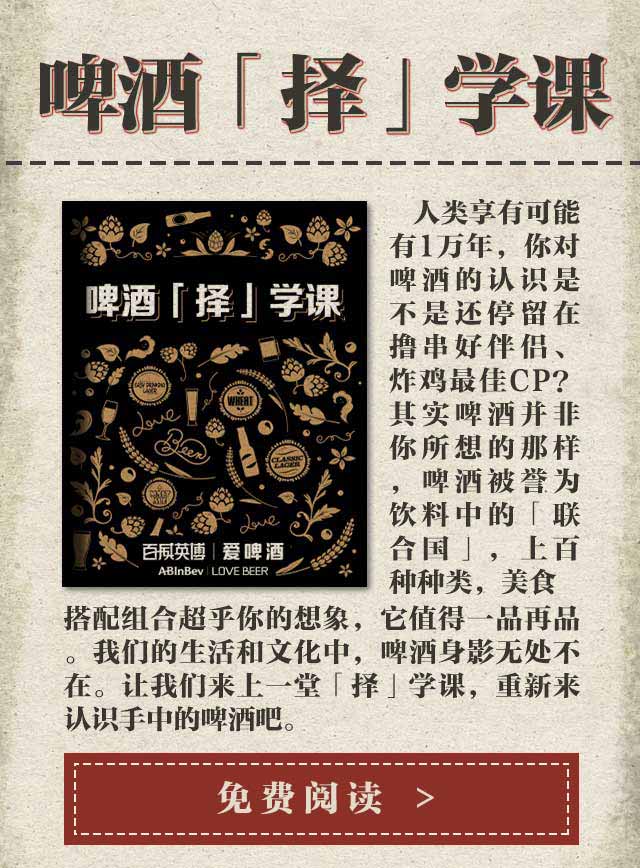 啤酒「择」学课
啤酒「择」学课
EASY DRINKING
LAGER
WHEAT
Love
Beer
CLASSIC
LAGER
Love
百威英博 | 爱啤酒
ABInBev | LOVE BEER
人类享有可能
有1万年，你对
啤酒的认识是
不是还停留在
撸串好伴侣、
炸鸡最佳CP？
其实啤酒并非
你所想的那样
，啤酒被誉为
饮料中的「联
合国」，上百
种种类，美食
搭配组合超乎你的想象，它值得一品再品
。我们的生活和文化中，啤酒身影无处不
在。让我们来上一堂「择」学课，重新来
认识手中的啤酒吧。
免费阅读 >